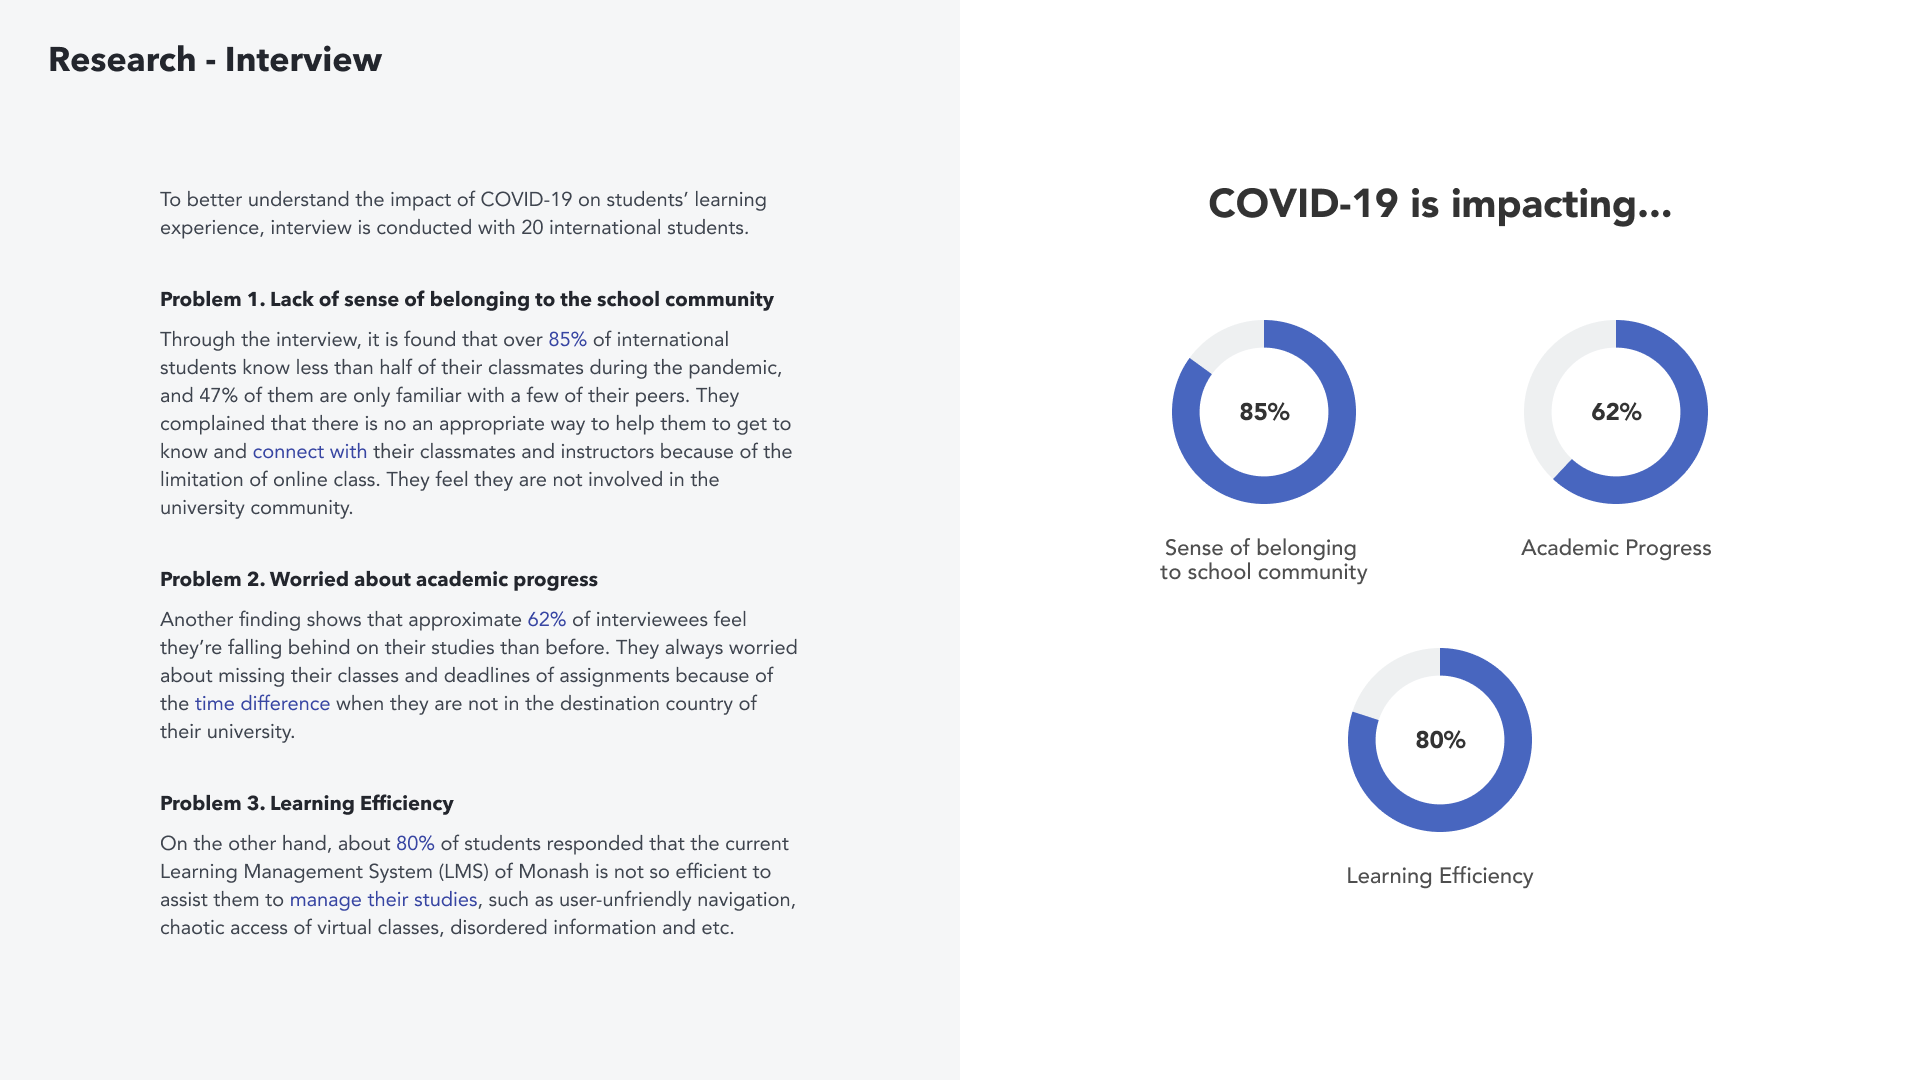 Research - Interview
To better understand the impact of COVID-19 on students’ learning
experience, interview is conducted with 20 international students.
Problem 1. Lack of sense of belonging to the school community
Through the interview, it is found that over 85% of international
students know less than half of their classmates during the pandemic,
and 47% of them are only familiar with a few of their peers. They
complained that there is no an appropriate way to help them to get to
know and connect with their classmates and instructors because of the
limitation of online class. They feel they are not involved in the
university community.
Problem 2. Worried about academic progress
Another finding shows that approximate 62% of interviewees feel
they’re falling behind on their studies than before. They always worried
about missing their classes and deadlines of assignments because of
the time difference when they are not in the destination country of
their university.
Problem 3. Learning Efficiency
On the other hand, about 80% of students responded that the current
Learning Management System (LMS) of Monash is not so efficient to
assist them to manage their studies, such as user-unfriendly navigation,
chaotic access of virtual classes, disordered information and etc.
COVID-19 is impacting...
85%
Sense of belonging
to school community
62%
Academic Progress
80%
Learning Efficiency